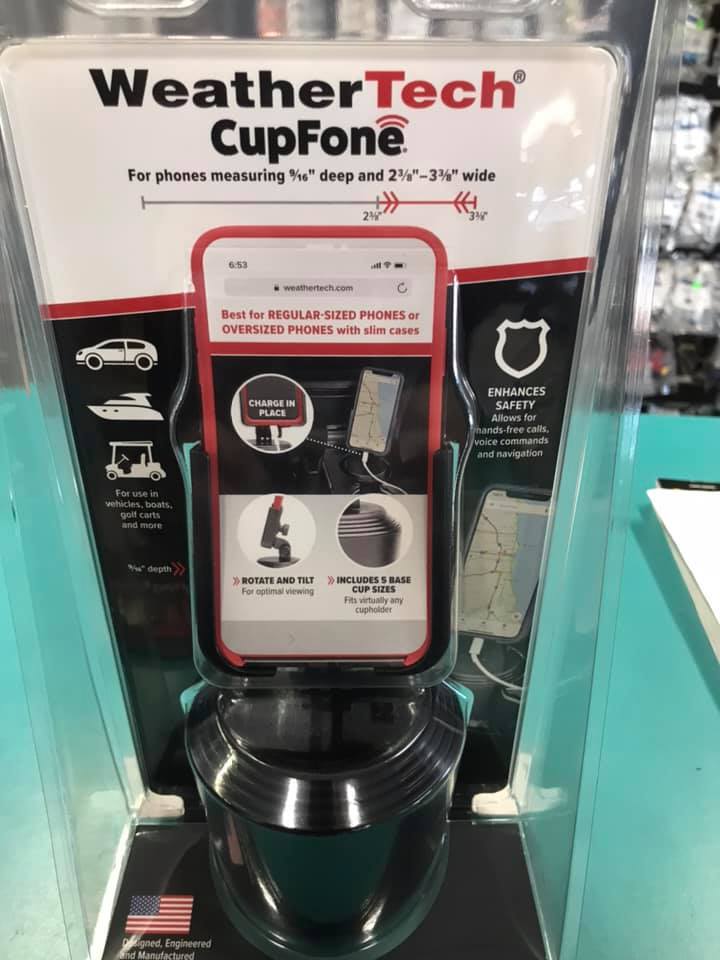 WeatherTech®
CupFone
For phones measuring 9/16" deep and 2⅜"–3⅜" wide
2⅜"
3⅜"
6:53
weathertech.com
Best for REGULAR-SIZED PHONES or
OVERSIZED PHONES with slim cases
CHARGE IN
PLACE
ENHANCES
SAFETY
Allows for
hands-free calls,
voice commands
and navigation
For use in
vehicles, boats,
golf carts
and more
9/16" depth
ROTATE AND TILT
For optimal viewing
INCLUDES 5 BASE
CUP SIZES
Fits virtually any
cupholder
Designed, Engineered
and Manufactured